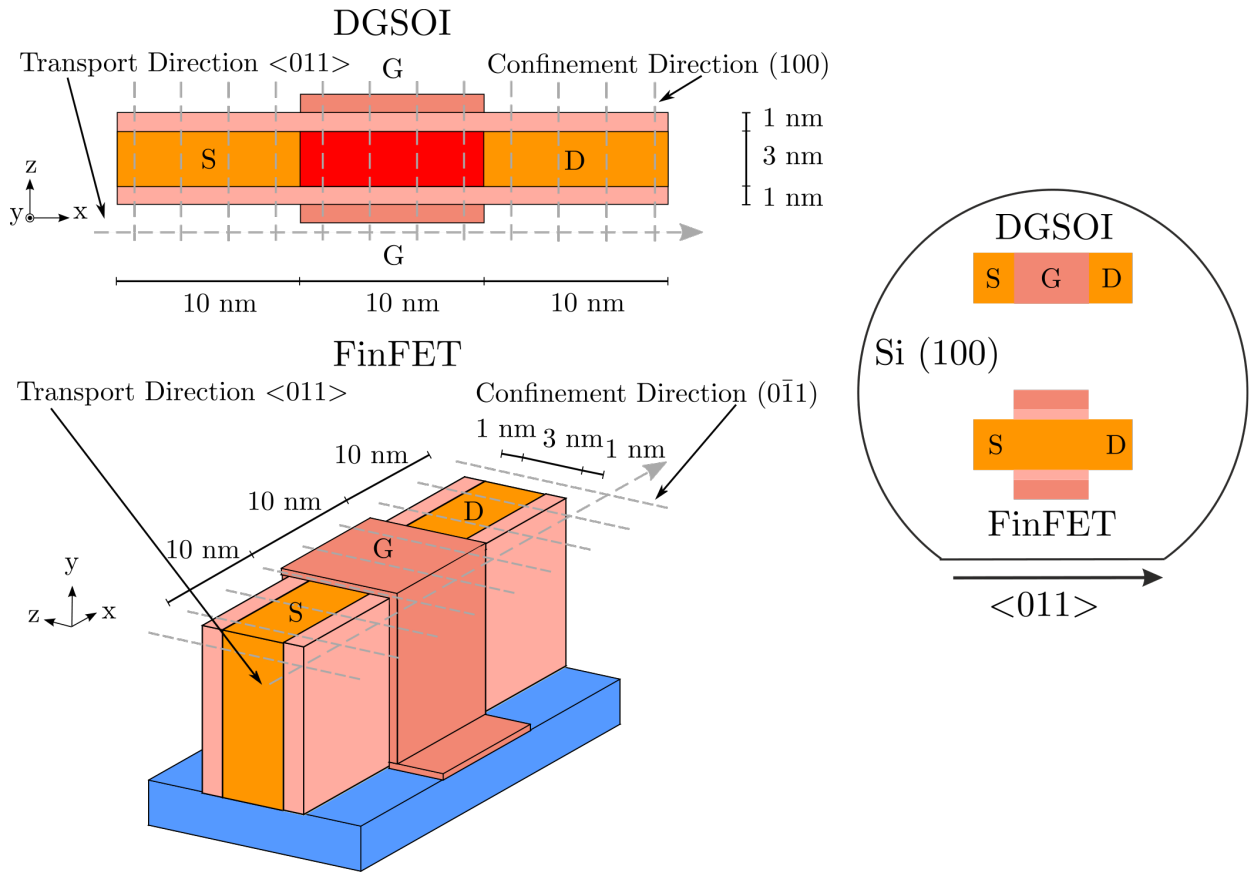 DGSOI
Transport Direction <011>
G
Confinement Direction (100)
S
D
1 nm
3 nm
1 nm
z
y
x
G
10 nm
10 nm
10 nm
FinFET
Transport Direction <011>
Confinement Direction (01̄1)
1 nm
3 nm
1 nm
10 nm
10 nm
10 nm
D
G
S
y
z
x
DGSOI
S
G
D
Si (100)
S
D
FinFET
<011>